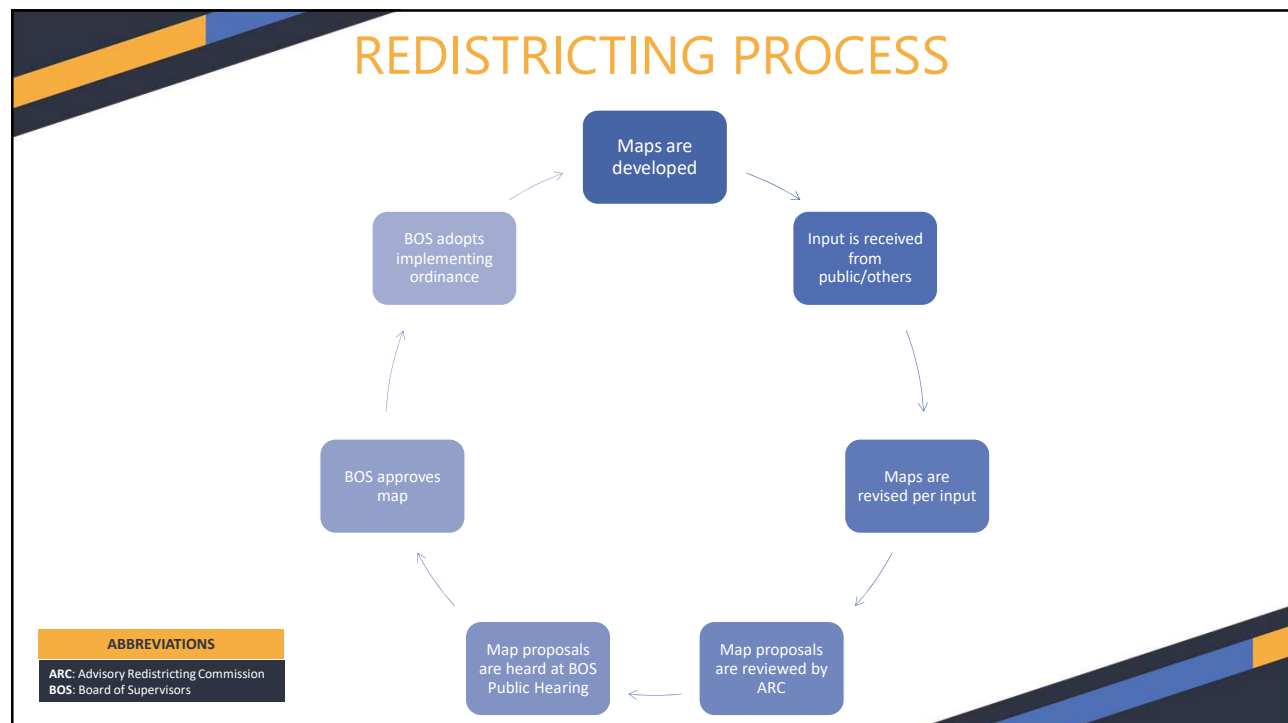 REDISTRICTING PROCESS
Maps are
developed
Input is received
from
public/others
Maps are
revised per input
Map proposals
are reviewed by
ARC
Map proposals
are heard at BOS
Public Hearing
BOS approves
map
BOS adopts
implementing
ordinance
ABBREVIATIONS
ARC: Advisory Redistricting Commission
BOS: Board of Supervisors